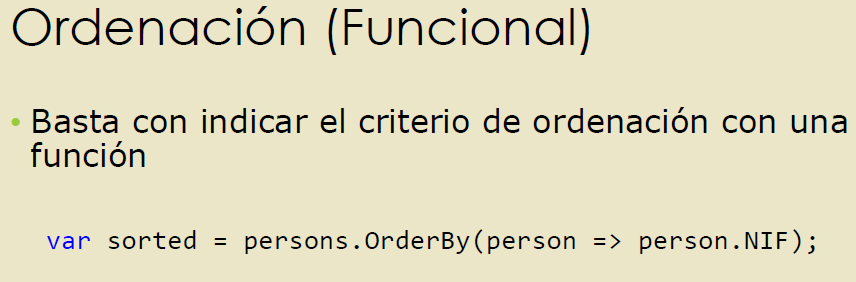 Ordenación (Funcional)
• Basta con indicar el criterio de ordenación con una
función
var sorted = persons.OrderBy(person => person.NIF);